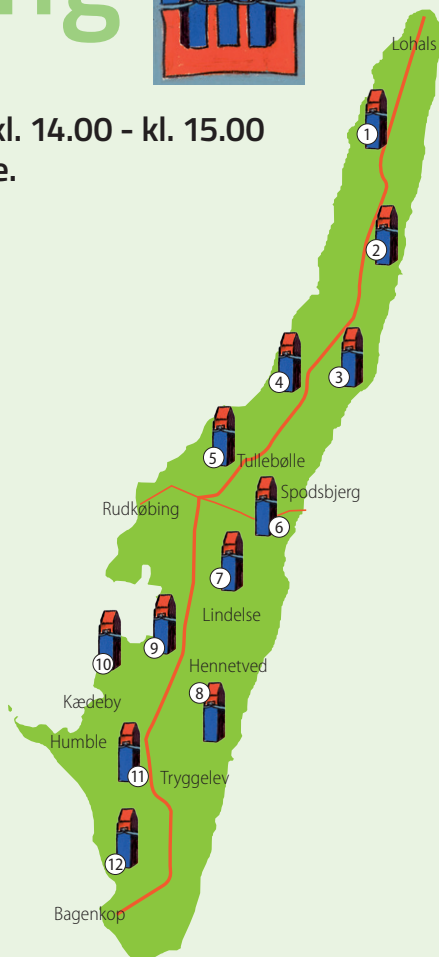 ng
kl. 14.00 - kl. 15.00
e.
Lohals
1
2
3
4
5
Tullebølle
Spodsbjerg
Rudkøbing
6
7
Lindelse
9
10
Hennetved
8
Kædeby
Humble
11
Tryggelev
12
Bagenkop